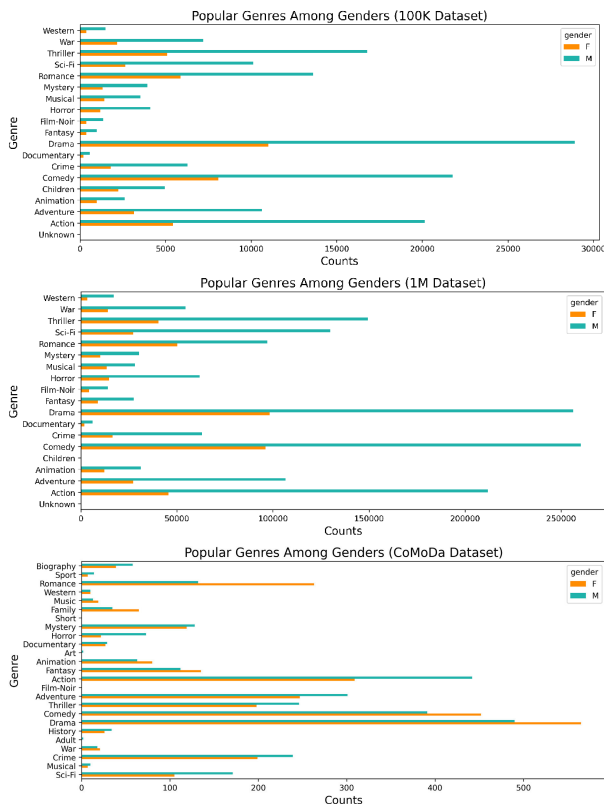 Popular Genres Among Genders (100K Dataset)
gender
F
M
Genre
Western
War
Thriller
Sci-Fi
Romance
Mystery
Musical
Horror
Film-Noir
Fantasy
Drama
Documentary
Crime
Comedy
Children
Animation
Adventure
Action
Unknown
0 5000 10000 15000 20000 25000 30000
Counts
Popular Genres Among Genders (1M Dataset)
gender
F
M
Genre
Western
War
Thriller
Sci-Fi
Romance
Mystery
Musical
Horror
Film-Noir
Fantasy
Drama
Documentary
Crime
Comedy
Children
Animation
Adventure
Action
Unknown
0 50000 100000 150000 200000 250000
Counts
Popular Genres Among Genders (CoMoDa Dataset)
gender
F
M
Genre
Biography
Sport
Romance
Western
Music
Family
Short
Mystery
Horror
Documentary
Art
Animation
Fantasy
Action
Film-Noir
Adventure
Thriller
Comedy
Drama
History
Adult
War
Crime
Musical
Sci-Fi
0 100 200 300 400 500
Counts